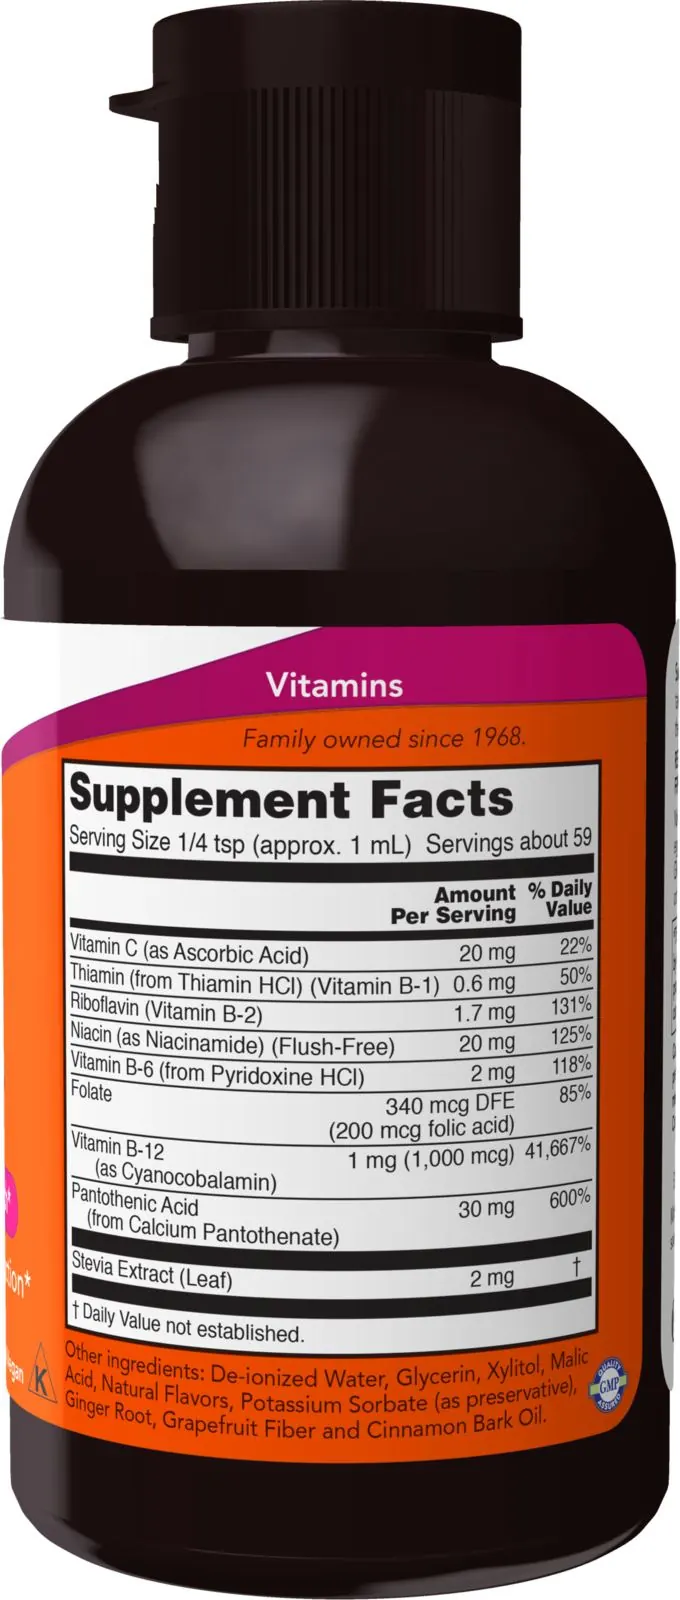 Vitamins
Family owned since 1968.
Supplement Facts
Serving Size 1/4 tsp (approx. 1 mL) Servings about 59
Amount Per Serving % Daily Value
Vitamin C (as Ascorbic Acid) 20 mg 22%
Thiamin (from Thiamin HCl) (Vitamin B-1) 0.6 mg 50%
Riboflavin (Vitamin B-2) 1.7 mg 131%
Niacin (as Niacinamide) (Flush-Free) 20 mg 125%
Vitamin B-6 (from Pyridoxine HCl) 2 mg 118%
Folate 340 mcg DFE 85%
(200 mcg folic acid)
Vitamin B-12 1 mg (1,000 mcg) 41,667%
(as Cyanocobalamin)
Pantothenic Acid 30 mg 600%
(from Calcium Pantothenate)
Stevia Extract (Leaf) 2 mg †
† Daily Value not established.
Other ingredients: De-ionized Water, Glycerin, Xylitol, Malic
Acid, Natural Flavors, Potassium Sorbate (as preservative),
Ginger Root, Grapefruit Fiber and Cinnamon Bark Oil.
QUALITY
GMP
ASSURED
K